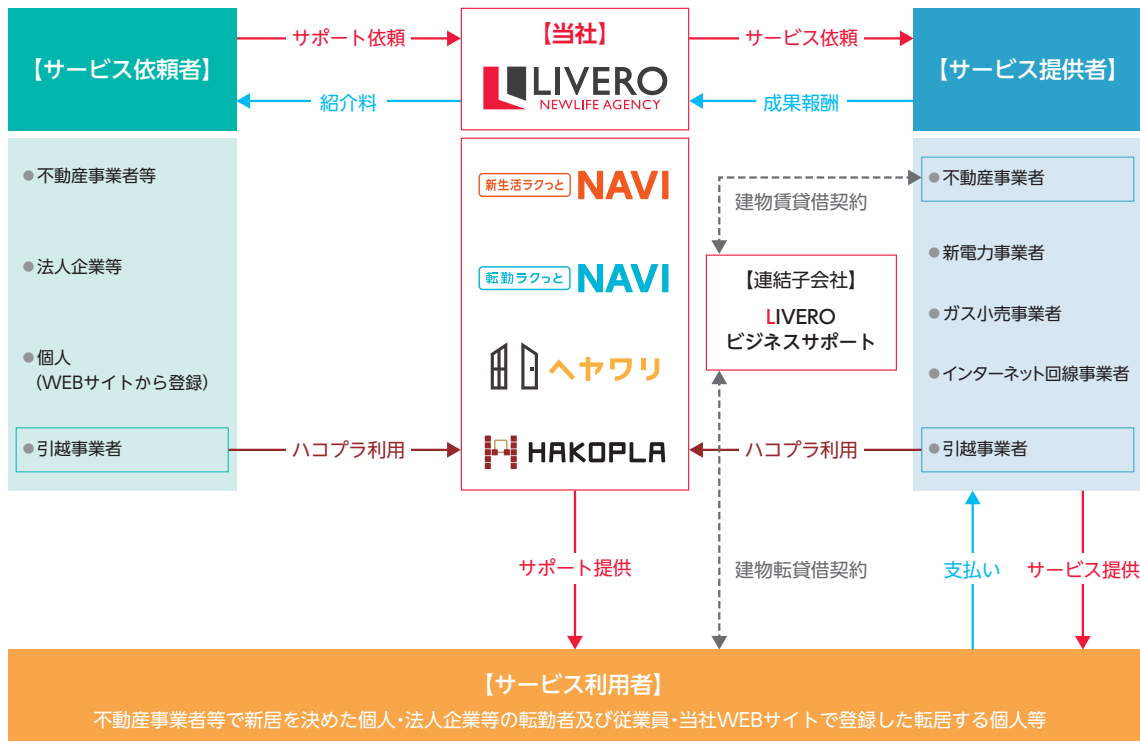 【サービス依頼者】
サポート依頼
紹介料
【当社】
LIVERO
NEWLIFE AGENCY
サービス依頼
成果報酬
【サービス提供者】
●不動産事業者等
●法人企業等
●個人
(WEBサイトから登録)
●引越事業者
ハコプラ利用
新生活ラクっと NAVI
転勤ラクっと NAVI
ヘヤワリ
HAKOPLA
ハコプラ利用
建物賃貸借契約
【連結子会社】
LIVERO
ビジネスサポート
●不動産事業者
●新電力事業者
●ガス小売事業者
●インターネット回線事業者
●引越事業者
サポート提供
建物転貸借契約
支払い
サービス提供
【サービス利用者】
不動産事業者等で新居を決めた個人・法人企業等の転勤者及び従業員・当社WEBサイトで登録した転居する個人等